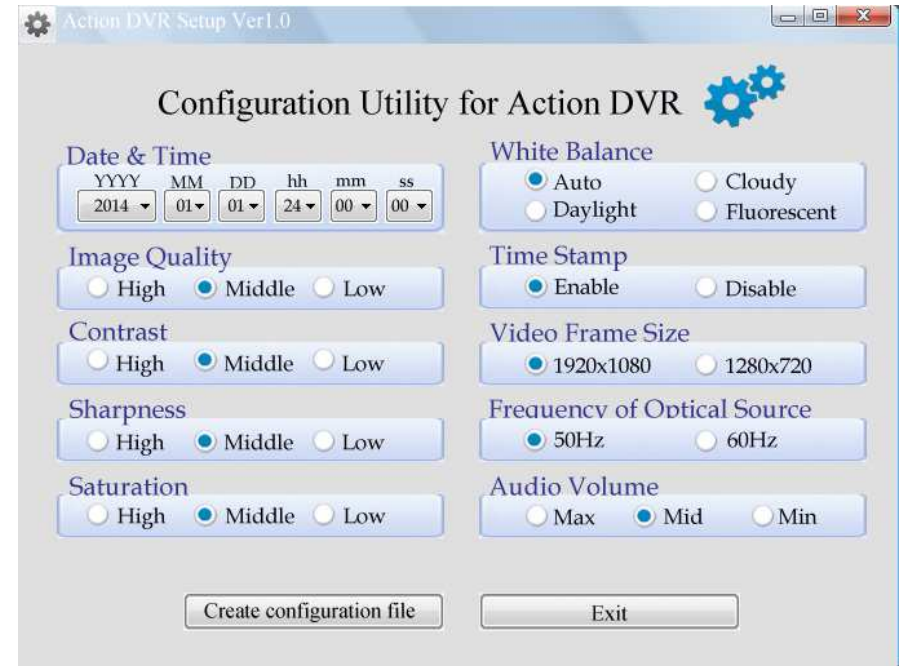 Action DVR Setup Ver1.0
Configuration Utility for Action DVR
Date & Time
YYYY MM DD hh mm ss
2014 01 01 24 00 00
Image Quality
High Middle Low
Contrast
High Middle Low
Sharpness
High Middle Low
Saturation
High Middle Low
White Balance
Auto Cloudy
Daylight Fluorescent
Time Stamp
Enable Disable
Video Frame Size
1920x1080 1280x720
Frequency of Optical Source
50Hz 60Hz
Audio Volume
Max Mid Min
Create configuration file Exit